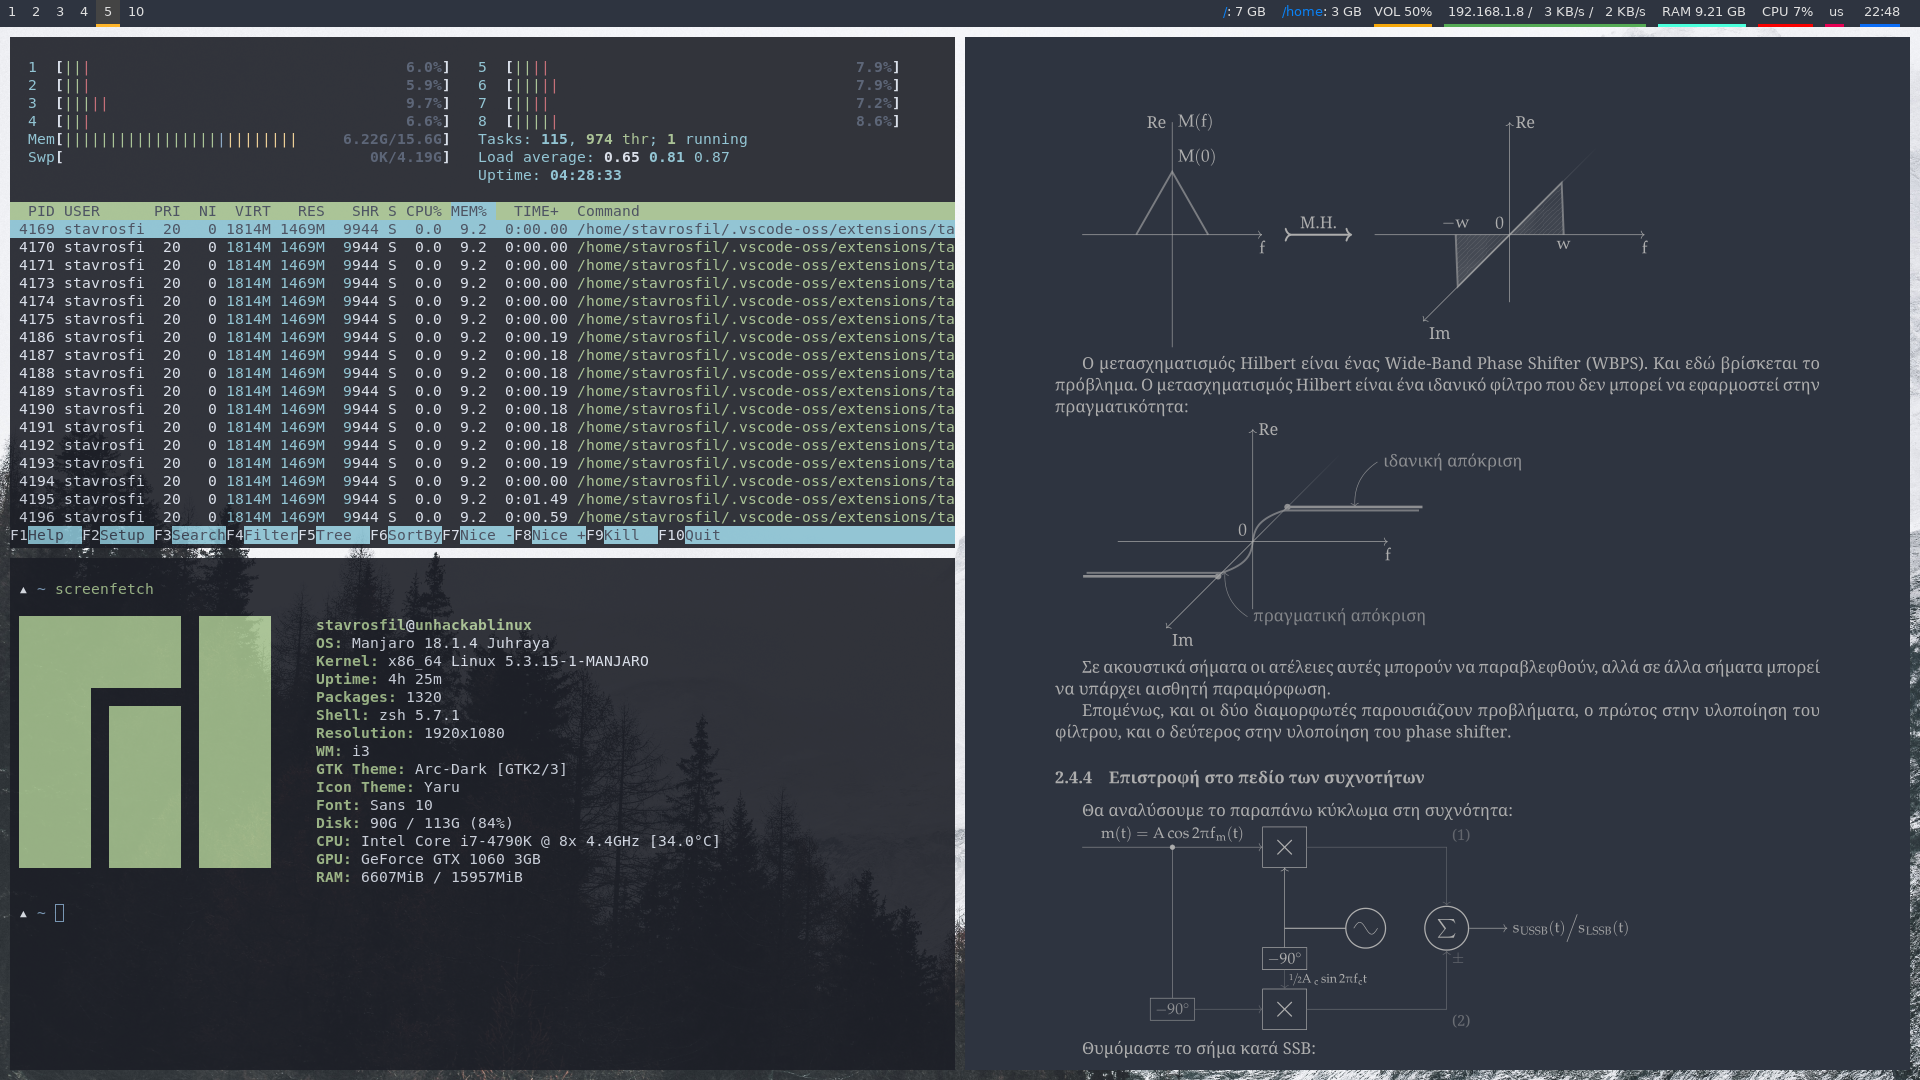 1 2 3 4 5 10
/: 7 GB /home: 3 GB VOL 50% 192.168.1.8 / 3 KB/s / 2 KB/s RAM 9.21 GB CPU 7% us 22:48
1 [||| 6.0%] 5 [|||| 7.9%]
2 [||| 5.9%] 6 [||||| 7.9%]
3 [||||| 9.7%] 7 [|||| 7.2%]
4 [||| 6.6%] 8 [||||| 8.6%]
Mem[|||||||||||||||||||||||||| 6.22G/15.6G] Tasks: 115, 974 thr; 1 running
Swp[ 0K/4.19G] Load average: 0.65 0.81 0.87
Uptime: 04:28:33
PID USER PRI NI VIRT RES SHR S CPU% MEM% TIME+ Command
4169 stavrosfi 20 0 1814M 1469M 9944 S 0.0 9.2 0:00.00 /home/stavrosfil/.vscode-oss/extensions/ta
4170 stavrosfi 20 0 1814M 1469M 9944 S 0.0 9.2 0:00.00 /home/stavrosfil/.vscode-oss/extensions/ta
4171 stavrosfi 20 0 1814M 1469M 9944 S 0.0 9.2 0:00.00 /home/stavrosfil/.vscode-oss/extensions/ta
4173 stavrosfi 20 0 1814M 1469M 9944 S 0.0 9.2 0:00.00 /home/stavrosfil/.vscode-oss/extensions/ta
4174 stavrosfi 20 0 1814M 1469M 9944 S 0.0 9.2 0:00.00 /home/stavrosfil/.vscode-oss/extensions/ta
4175 stavrosfi 20 0 1814M 1469M 9944 S 0.0 9.2 0:00.00 /home/stavrosfil/.vscode-oss/extensions/ta
4186 stavrosfi 20 0 1814M 1469M 9944 S 0.0 9.2 0:00.19 /home/stavrosfil/.vscode-oss/extensions/ta
4187 stavrosfi 20 0 1814M 1469M 9944 S 0.0 9.2 0:00.18 /home/stavrosfil/.vscode-oss/extensions/ta
4188 stavrosfi 20 0 1814M 1469M 9944 S 0.0 9.2 0:00.18 /home/stavrosfil/.vscode-oss/extensions/ta
4189 stavrosfi 20 0 1814M 1469M 9944 S 0.0 9.2 0:00.19 /home/stavrosfil/.vscode-oss/extensions/ta
4190 stavrosfi 20 0 1814M 1469M 9944 S 0.0 9.2 0:00.18 /home/stavrosfil/.vscode-oss/extensions/ta
4191 stavrosfi 20 0 1814M 1469M 9944 S 0.0 9.2 0:00.18 /home/stavrosfil/.vscode-oss/extensions/ta
4192 stavrosfi 20 0 1814M 1469M 9944 S 0.0 9.2 0:00.18 /home/stavrosfil/.vscode-oss/extensions/ta
4193 stavrosfi 20 0 1814M 1469M 9944 S 0.0 9.2 0:00.19 /home/stavrosfil/.vscode-oss/extensions/ta
4194 stavrosfi 20 0 1814M 1469M 9944 S 0.0 9.2 0:00.00 /home/stavrosfil/.vscode-oss/extensions/ta
4195 stavrosfi 20 0 1814M 1469M 9944 S 0.0 9.2 0:01.49 /home/stavrosfil/.vscode-oss/extensions/ta
4196 stavrosfi 20 0 1814M 1469M 9944 S 0.0 9.2 0:00.59 /home/stavrosfil/.vscode-oss/extensions/ta
F1Help F2Setup F3SearchF4FilterF5Tree F6SortByF7Nice -F8Nice +F9Kill F10Quit
▲ ~ screenfetch
stavrosfil@unhackablinux
OS: Manjaro 18.1.4 Juhraya
Kernel: x86_64 Linux 5.3.15-1-MANJARO
Uptime: 4h 25m
Packages: 1320
Shell: zsh 5.7.1
Resolution: 1920x1080
WM: i3
GTK Theme: Arc-Dark [GTK2/3]
Icon Theme: Yaru
Font: Sans 10
Disk: 90G / 113G (84%)
CPU: Intel Core i7-4790K @ 8x 4.4GHz [34.0°C]
GPU: GeForce GTX 1060 3GB
RAM: 6607MiB / 15957MiB
▲ ~
Re M(f) Re
M(0)
M.H. −w 0
f w f
Im
Ο μετασχηματισμός Hilbert είναι ένας Wide-Band Phase Shifter (WBPS). Και εδώ βρίσκεται το
πρόβλημα. Ο μετασχηματισμός Hilbert είναι ένα ιδανικό φίλτρο που δεν μπορεί να εφαρμοστεί στην
πραγματικότητα:
Re
ιδανική απόκριση
0
f
πραγματική απόκριση
Im
Σε ακουστικά σήματα οι ατέλειες αυτές μπορούν να παραβλεφθούν, αλλά σε άλλα σήματα μπορεί
να υπάρχει αισθητή παραμόρφωση.
Επομένως, και οι δύο διαμορφωτές παρουσιάζουν προβλήματα, ο πρώτος στην υλοποίηση του
φίλτρου, και ο δεύτερος στην υλοποίηση του phase shifter.
2.4.4 Επιστροφή στο πεδίο των συχνοτήτων
Θα αναλύσουμε το παραπάνω κύκλωμα στη συχνότητα:
m(t) = A cos 2πfm(t) × (1)
Σ sUSSB(t)/sLSSB(t)
−90° ±
1/2A c sin 2πfct
−90° × (2)
Θυμόμαστε το σήμα κατά SSB: